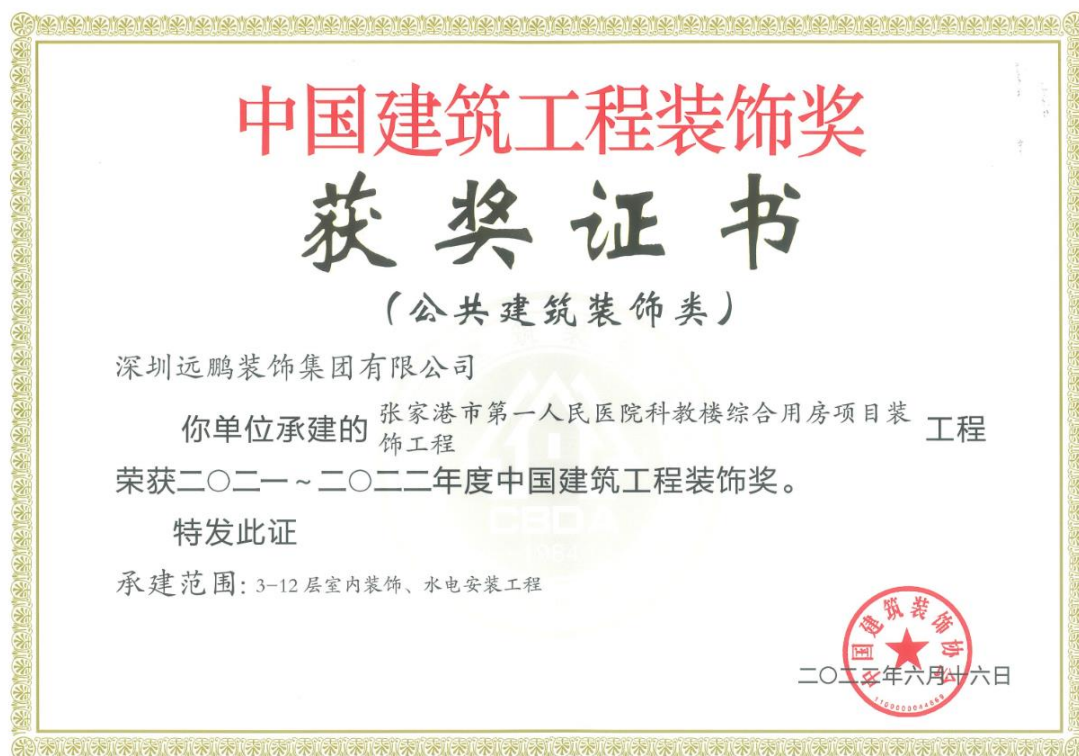 中国建筑工程装饰奖
获奖证书
(公共建筑装饰类)
深圳远鹏装饰集团有限公司
你单位承建的 张家港市第一人民医院科教楼综合用房项目装 工程
饰工程
荣获二〇二一~二〇二二年度中国建筑工程装饰奖。
特发此证
承建范围: 3-12 层室内装饰、水电安装工程
中国建筑装饰协会
二〇二三年六月十六日
CBDA
1984